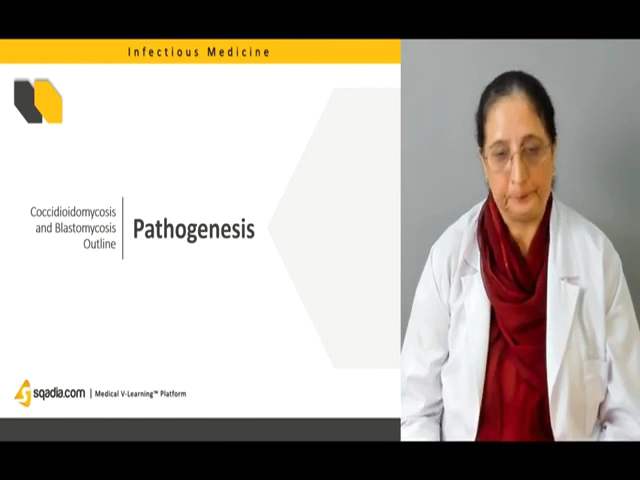 Infectious Medicine
Coccidioidomycosis
and Blastomycosis
Outline
Pathogenesis
sqadia.com | Medical V-Learning™ Platform